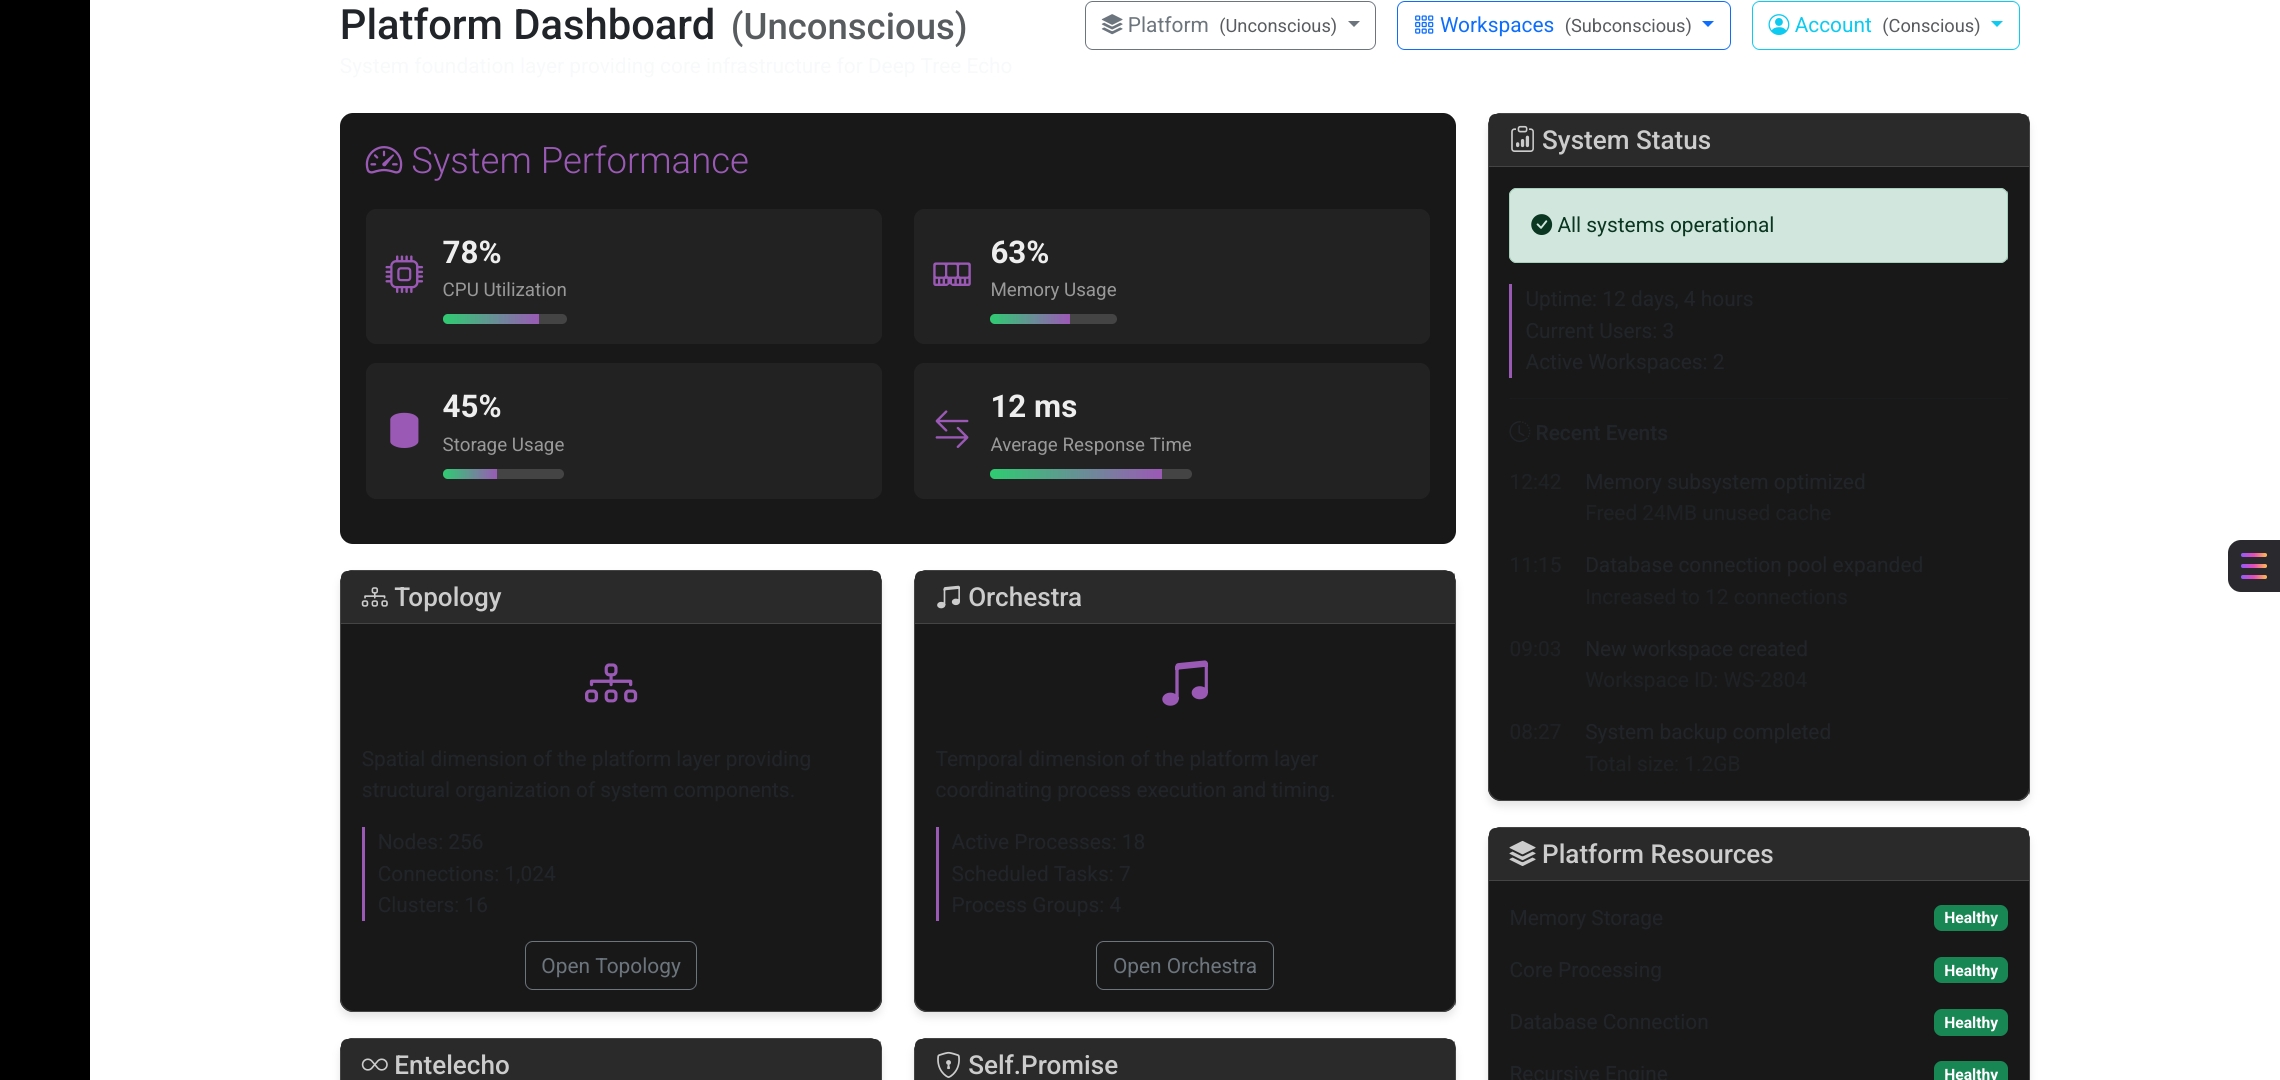 Platform Dashboard (Unconscious)
Platform (Unconscious)
Workspaces (Subconscious)
Account (Conscious)
System foundation layer providing core infrastructure for Deep Tree Echo
System Performance
78%
CPU Utilization
63%
Memory Usage
45%
Storage Usage
12 ms
Average Response Time
Topology
Spatial dimension of the platform layer providing
structural organization of system components.
Nodes: 256
Connections: 1,024
Clusters: 16
Open Topology
Orchestra
Temporal dimension of the platform layer
coordinating process execution and timing.
Active Processes: 18
Scheduled Tasks: 7
Process Groups: 4
Open Orchestra
Entelecho
Self.Promise
System Status
All systems operational
Uptime: 12 days, 4 hours
Current Users: 3
Active Workspaces: 2
Recent Events
12:42 Memory subsystem optimized
Freed 24MB unused cache
11:15 Database connection pool expanded
Increased to 12 connections
09:03 New workspace created
Workspace ID: WS-2804
08:27 System backup completed
Total size: 1.2GB
Platform Resources
Memory Storage Healthy
Core Processing Healthy
Database Connection Healthy
Recursive Engine Healthy